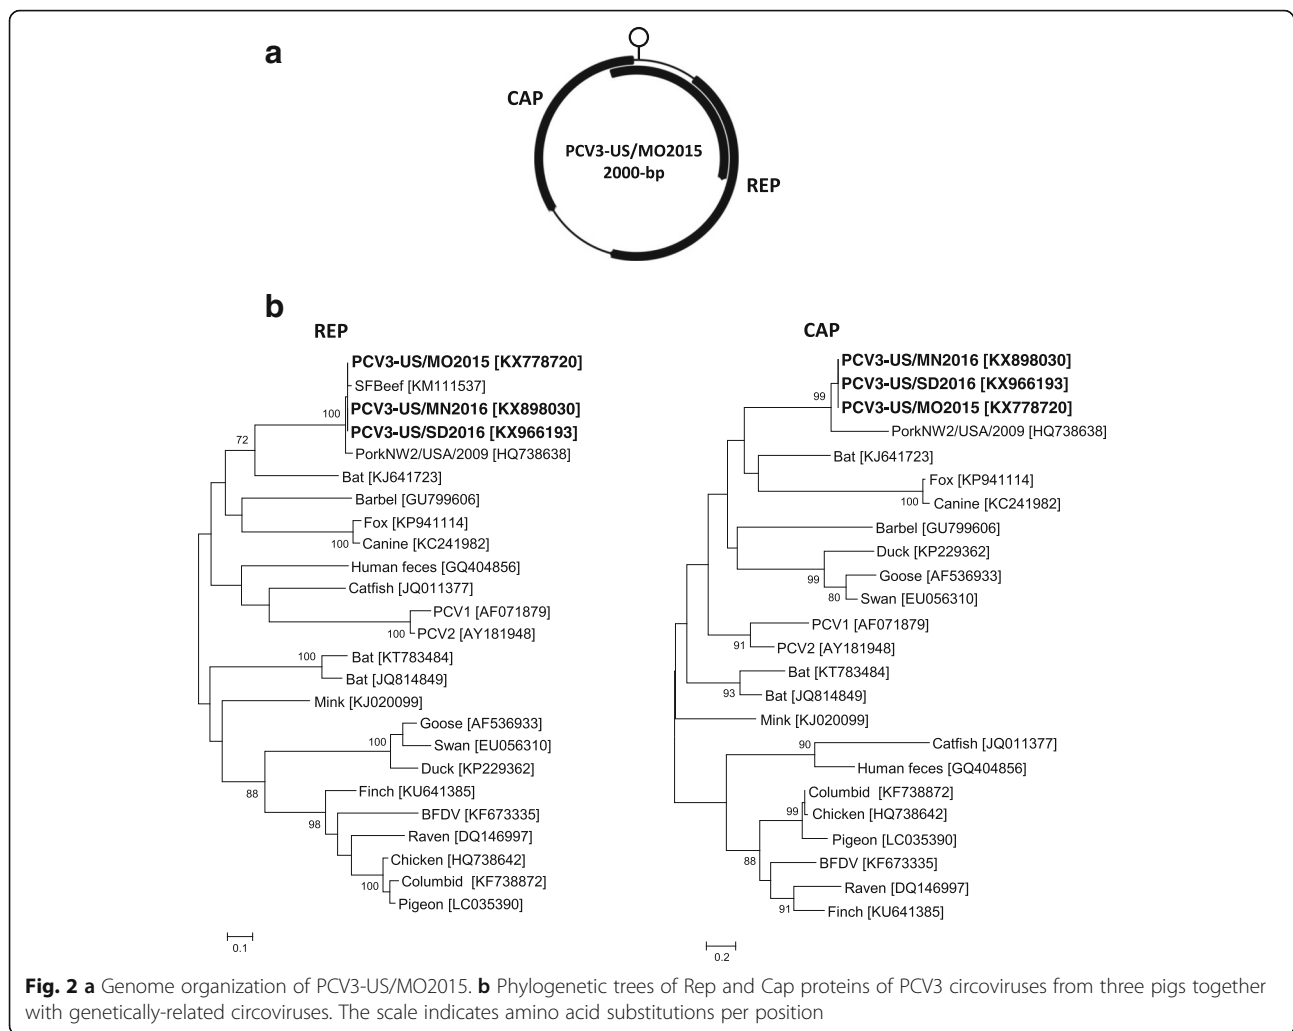 a
CAP
PCV3-US/MO2015
2000-bp
REP
b
REP
PCV3-US/MO2015 [KX778720]
SFBeef [KM111537]
100
PCV3-US/MN2016 [KX898030]
PCV3-US/SD2016 [KX966193]
72
PorkNW2/USA/2009 [HQ738638]
Bat [KJ641723]
Barbel [GU799606]
Fox [KP941114]
100
Canine [KC241982]
Human feces [GQ404856]
Catfish [JQ011377]
PCV1 [AF071879]
100
PCV2 [AY181948]
100
Bat [KT783484]
Bat [JQ814849]
Mink [KJ020099]
Goose [AF536933]
100
Swan [EU056310]
Duck [KP229362]
88
Finch [KU641385]
98
BFDV [KF673335]
Raven [DQ146997]
Chicken [HQ738642]
100
Columbid [KF738872]
Pigeon [LC035390]
0.1
CAP
PCV3-US/MN2016 [KX898030]
PCV3-US/SD2016 [KX966193]
99
PCV3-US/MO2015 [KX778720]
PorkNW2/USA/2009 [HQ738638]
Bat [KJ641723]
Fox [KP941114]
100
Canine [KC241982]
Barbel [GU799606]
Duck [KP229362]
99
Goose [AF536933]
80
Swan [EU056310]
PCV1 [AF071879]
91
PCV2 [AY181948]
Bat [KT783484]
93
Bat [JQ814849]
Mink [KJ020099]
90
Catfish [JQ011377]
Human feces [GQ404856]
Columbid [KF738872]
99
Chicken [HQ738642]
Pigeon [LC035390]
88
BFDV [KF673335]
Raven [DQ146997]
91
Finch [KU641385]
0.2
Fig. 2 a Genome organization of PCV3-US/MO2015. b Phylogenetic trees of Rep and Cap proteins of PCV3 circoviruses from three pigs together
with genetically-related circoviruses. The scale indicates amino acid substitutions per position